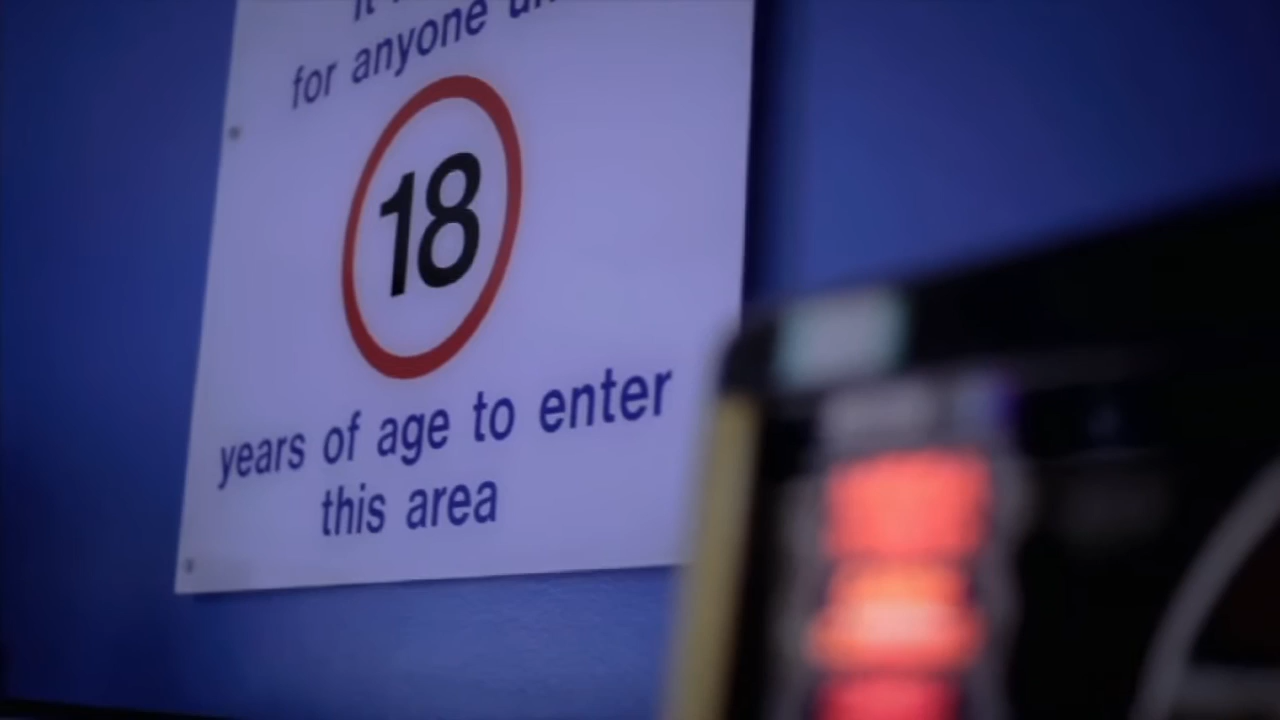 for anyone
18
years of age to enter
this area